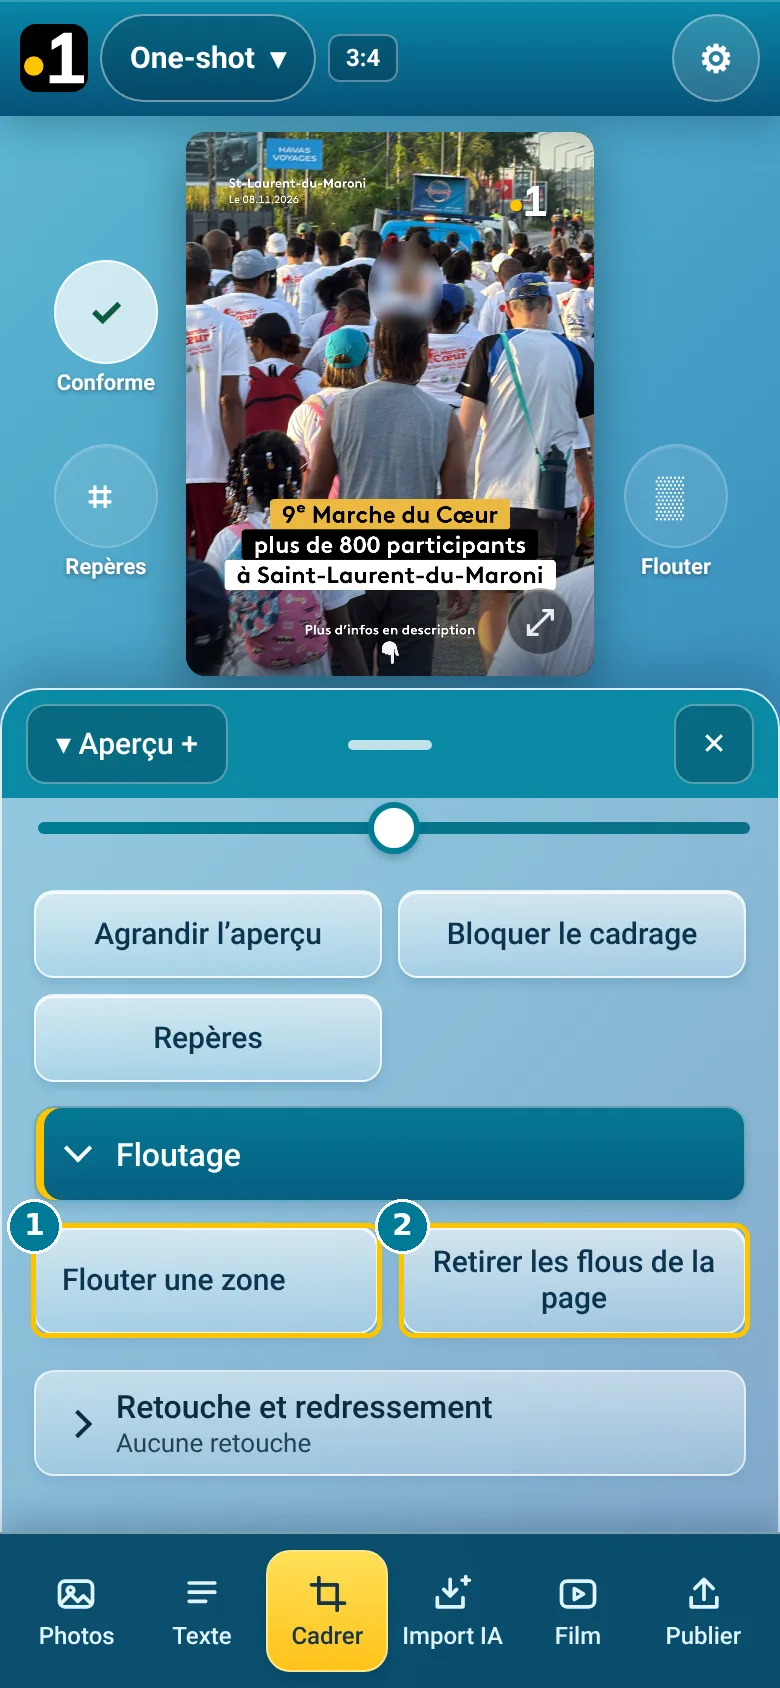 1
One-shot ▼
3:4
HAVAS
VOYAGES
St-Laurent-du-Maroni
Le 08.11.2026
1
Conforme
Repères
Flouter
9e Marche du Cœur
plus de 800 participants
à Saint-Laurent-du-Maroni
Plus d’infos en description
▾ Aperçu +
×
Agrandir l’aperçu
Bloquer le cadrage
Repères
Floutage
1
2
Flouter une zone
Retirer les flous de la
page
Retouche et redressement
Aucune retouche
Photos
Texte
Cadrer
Import IA
Film
Publier